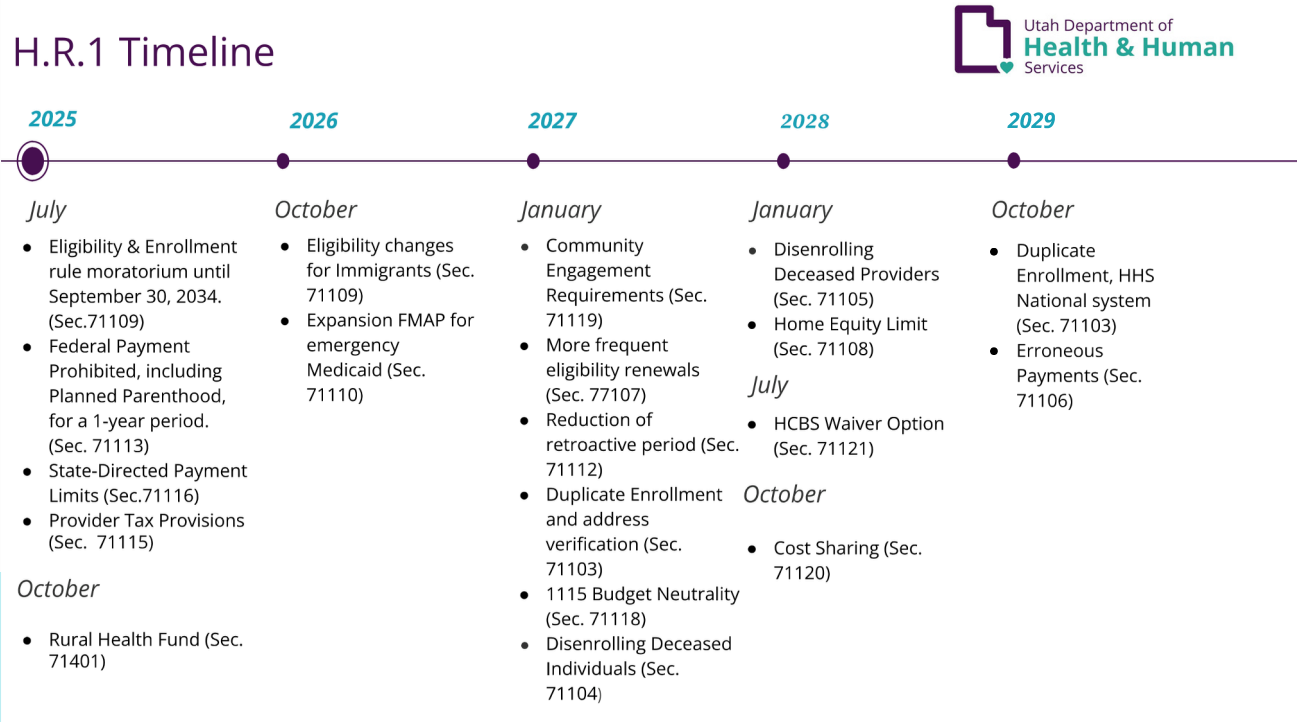 H.R.1 Timeline
Utah Department of
Health & Human
Services
2025
2026
2027
2028
2029
July
● Eligibility & Enrollment
rule moratorium until
September 30, 2034.
(Sec.71109)
● Federal Payment
Prohibited, including
Planned Parenthood,
for a 1-year period.
(Sec. 71113)
● State-Directed Payment
Limits (Sec.71116)
● Provider Tax Provisions
(Sec. 71115)
October
● Rural Health Fund (Sec.
71401)
October
● Eligibility changes
for Immigrants (Sec.
71109)
● Expansion FMAP for
emergency
Medicaid (Sec.
71110)
January
● Community
Engagement
Requirements (Sec.
71119)
● More frequent
eligibility renewals
(Sec. 77107)
● Reduction of
retroactive period (Sec.
71112)
● Duplicate Enrollment
and address
verification (Sec.
71103)
● 1115 Budget Neutrality
(Sec. 71118)
● Disenrolling Deceased
Individuals (Sec.
71104)
January
● Disenrolling
Deceased Providers
(Sec. 71105)
● Home Equity Limit
(Sec. 71108)
July
● HCBS Waiver Option
(Sec. 71121)
October
● Cost Sharing (Sec.
71120)
October
● Duplicate
Enrollment, HHS
National system
(Sec. 71103)
● Erroneous
Payments (Sec.
71106)